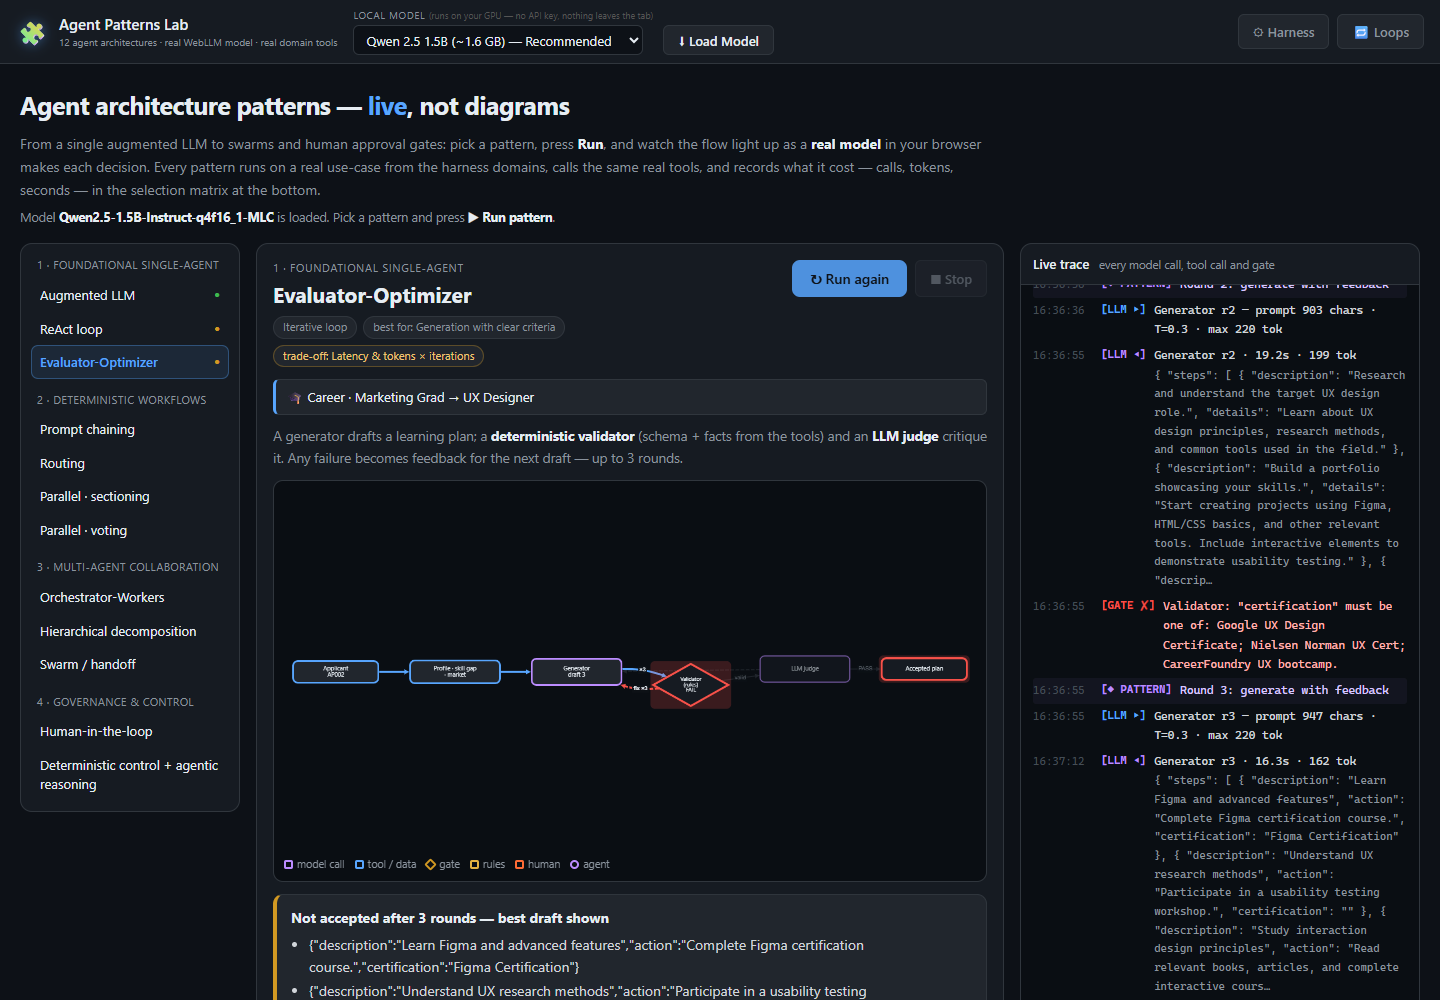 Agent Patterns Lab
12 agent architectures · real WebLLM model · real domain tools
LOCAL MODEL (runs on your GPU — no API key, nothing leaves the tab)
Qwen 2.5 1.5B (~1.6 GB) — Recommended
⬇ Load Model
⚙ Harness
🔁 Loops
Agent architecture patterns — live, not diagrams
From a single augmented LLM to swarms and human approval gates: pick a pattern, press Run, and watch the flow light up as a real model in your browser
makes each decision. Every pattern runs on a real use-case from the harness domains, calls the same real tools, and records what it cost — calls, tokens,
seconds — in the selection matrix at the bottom.
Model Qwen2.5-1.5B-Instruct-q4f16_1-MLC is loaded. Pick a pattern and press ▶ Run pattern.
1 · FOUNDATIONAL SINGLE-AGENT
Augmented LLM
ReAct loop
Evaluator-Optimizer
2 · DETERMINISTIC WORKFLOWS
Prompt chaining
Routing
Parallel · sectioning
Parallel · voting
3 · MULTI-AGENT COLLABORATION
Orchestrator-Workers
Hierarchical decomposition
Swarm / handoff
4 · GOVERNANCE & CONTROL
Human-in-the-loop
Deterministic control + agentic
reasoning
1 · FOUNDATIONAL SINGLE-AGENT
Evaluator-Optimizer
↻ Run again
■ Stop
Iterative loop
best for: Generation with clear criteria
trade-off: Latency & tokens × iterations
Career · Marketing Grad → UX Designer
A generator drafts a learning plan; a deterministic validator (schema + facts from the tools) and an LLM judge critique
it. Any failure becomes feedback for the next draft — up to 3 rounds.
Applicant
AP002
Profile · skill gap
· market
Generator
draft 3
×3
fix ×3
Validator
(rules)
FAIL
valid
LLM judge
PASS
Accepted plan
model call
tool / data
gate
rules
human
agent
Not accepted after 3 rounds — best draft shown
• {"description":"Learn Figma and advanced features","action":"Complete Figma certification
course.","certification":"Figma Certification"}
• {"description":"Understand UX research methods","action":"Participate in a usability testing
Live trace every model call, tool call and gate
16:36:36 [◆ PATTERN] Round 2: generate with feedback
16:36:36 [LLM ▸] Generator r2 — prompt 903 chars ·
T=0.3 · max 220 tok
16:36:55 [LLM ◂] Generator r2 · 19.2s · 199 tok
{ "steps": [ { "description": "Research
and understand the target UX design
role.", "details": "Learn about UX
design principles, research methods,
and common tools used in the field." },
{ "description": "Build a portfolio
showcasing your skills.", "details":
"Start creating projects using Figma,
HTML/CSS basics, and other relevant
tools. Include interactive elements to
demonstrate usability testing." }, {
"descrip…
16:36:55 [GATE ✗] Validator: "certification" must be
one of: Google UX Design
Certificate; Nielsen Norman UX Cert;
CareerFoundry UX bootcamp.
16:36:55 [◆ PATTERN] Round 3: generate with feedback
16:36:55 [LLM ▸] Generator r3 — prompt 947 chars ·
T=0.3 · max 220 tok
16:37:12 [LLM ◂] Generator r3 · 16.3s · 162 tok
{ "steps": [ { "description": "Learn
Figma and advanced features", "action":
"Complete Figma certification course.",
"certification": "Figma Certification"
}, { "description": "Understand UX
research methods", "action":
"Participate in a usability testing
workshop.", "certification": "" }, {
"description": "Study interaction
design principles", "action": "Read
relevant books, articles, and complete
interactive cours…